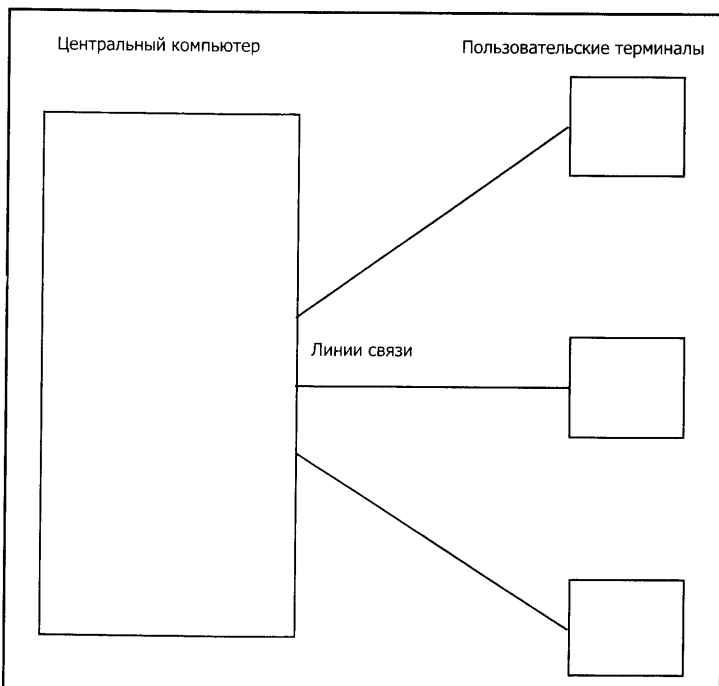 Центральный компьютер
Пользовательские терминалы
Линии связи